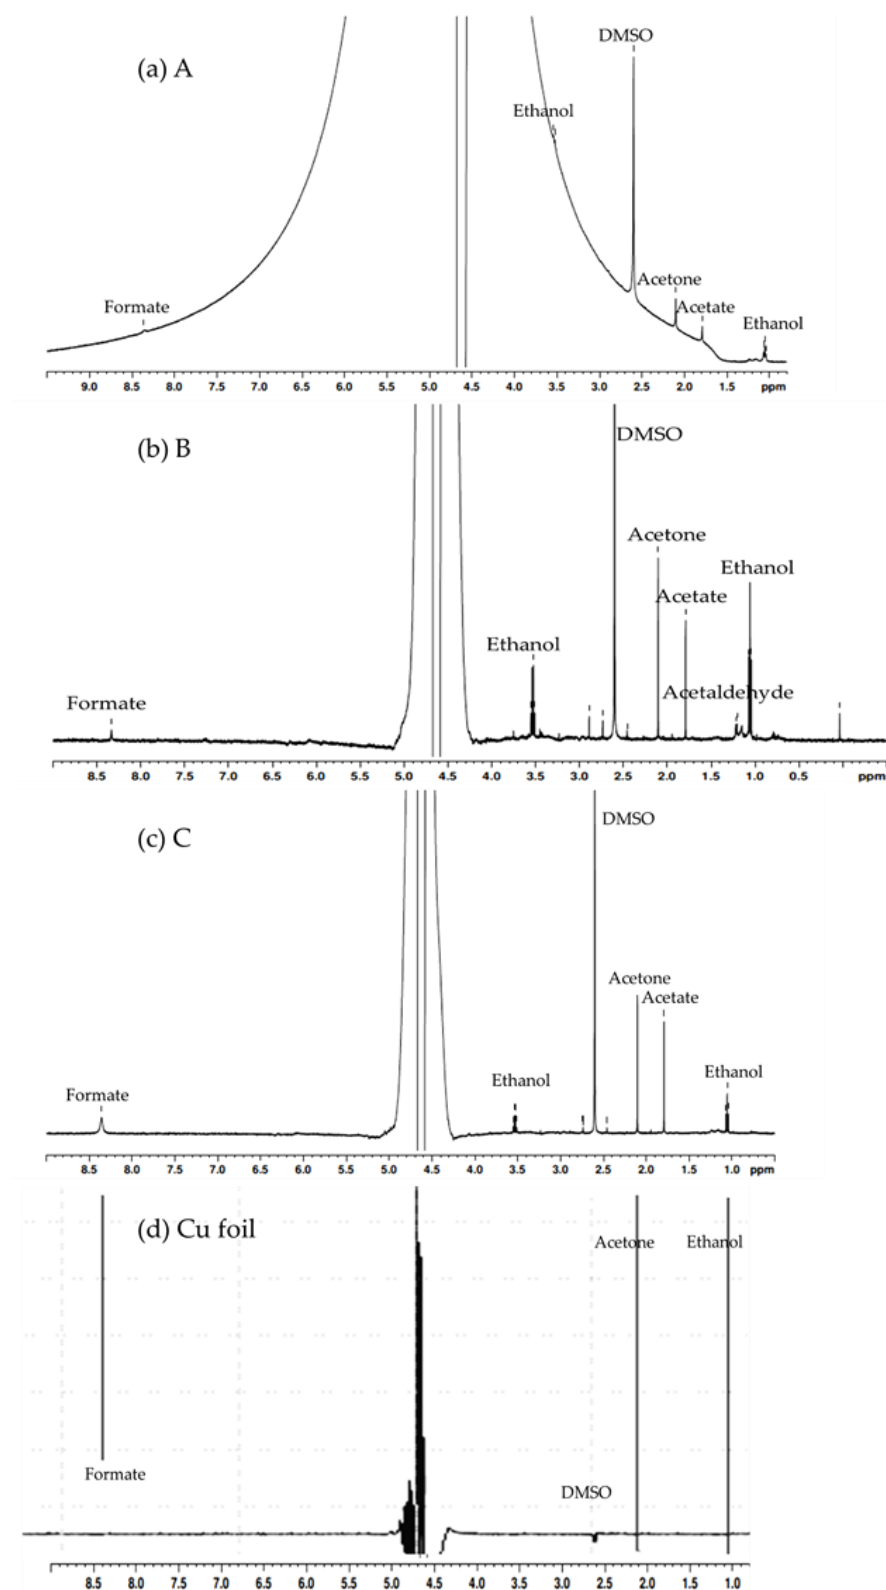 (a) A
DMSO
Ethanol
Formate
Acetone
Acetate
Ethanol
9.0 8.5 8.0 7.5 7.0 6.5 6.0 5.5 5.0 4.5 4.0 3.5 3.0 2.5 2.0 1.5 ppm
(b) B
DMSO
Acetone
Ethanol
Acetate
Ethanol
Acetaldehyde
Formate
8.5 8.0 7.5 7.0 6.5 6.0 5.5 5.0 4.5 4.0 3.5 3.0 2.5 2.0 1.5 1.0 0.5 ppm
(c) C
DMSO
Acetone
Acetate
Ethanol
Ethanol
Formate
8.5 8.0 7.5 7.0 6.5 6.0 5.5 5.0 4.5 4.0 3.5 3.0 2.5 2.0 1.5 1.0 ppm
(d) Cu foil
Acetone
Ethanol
Formate
DMSO
8.5 8.0 7.5 7.0 6.5 6.0 5.5 5.0 4.5 4.0 3.5 3.0 2.5 2.0 1.5 1.0